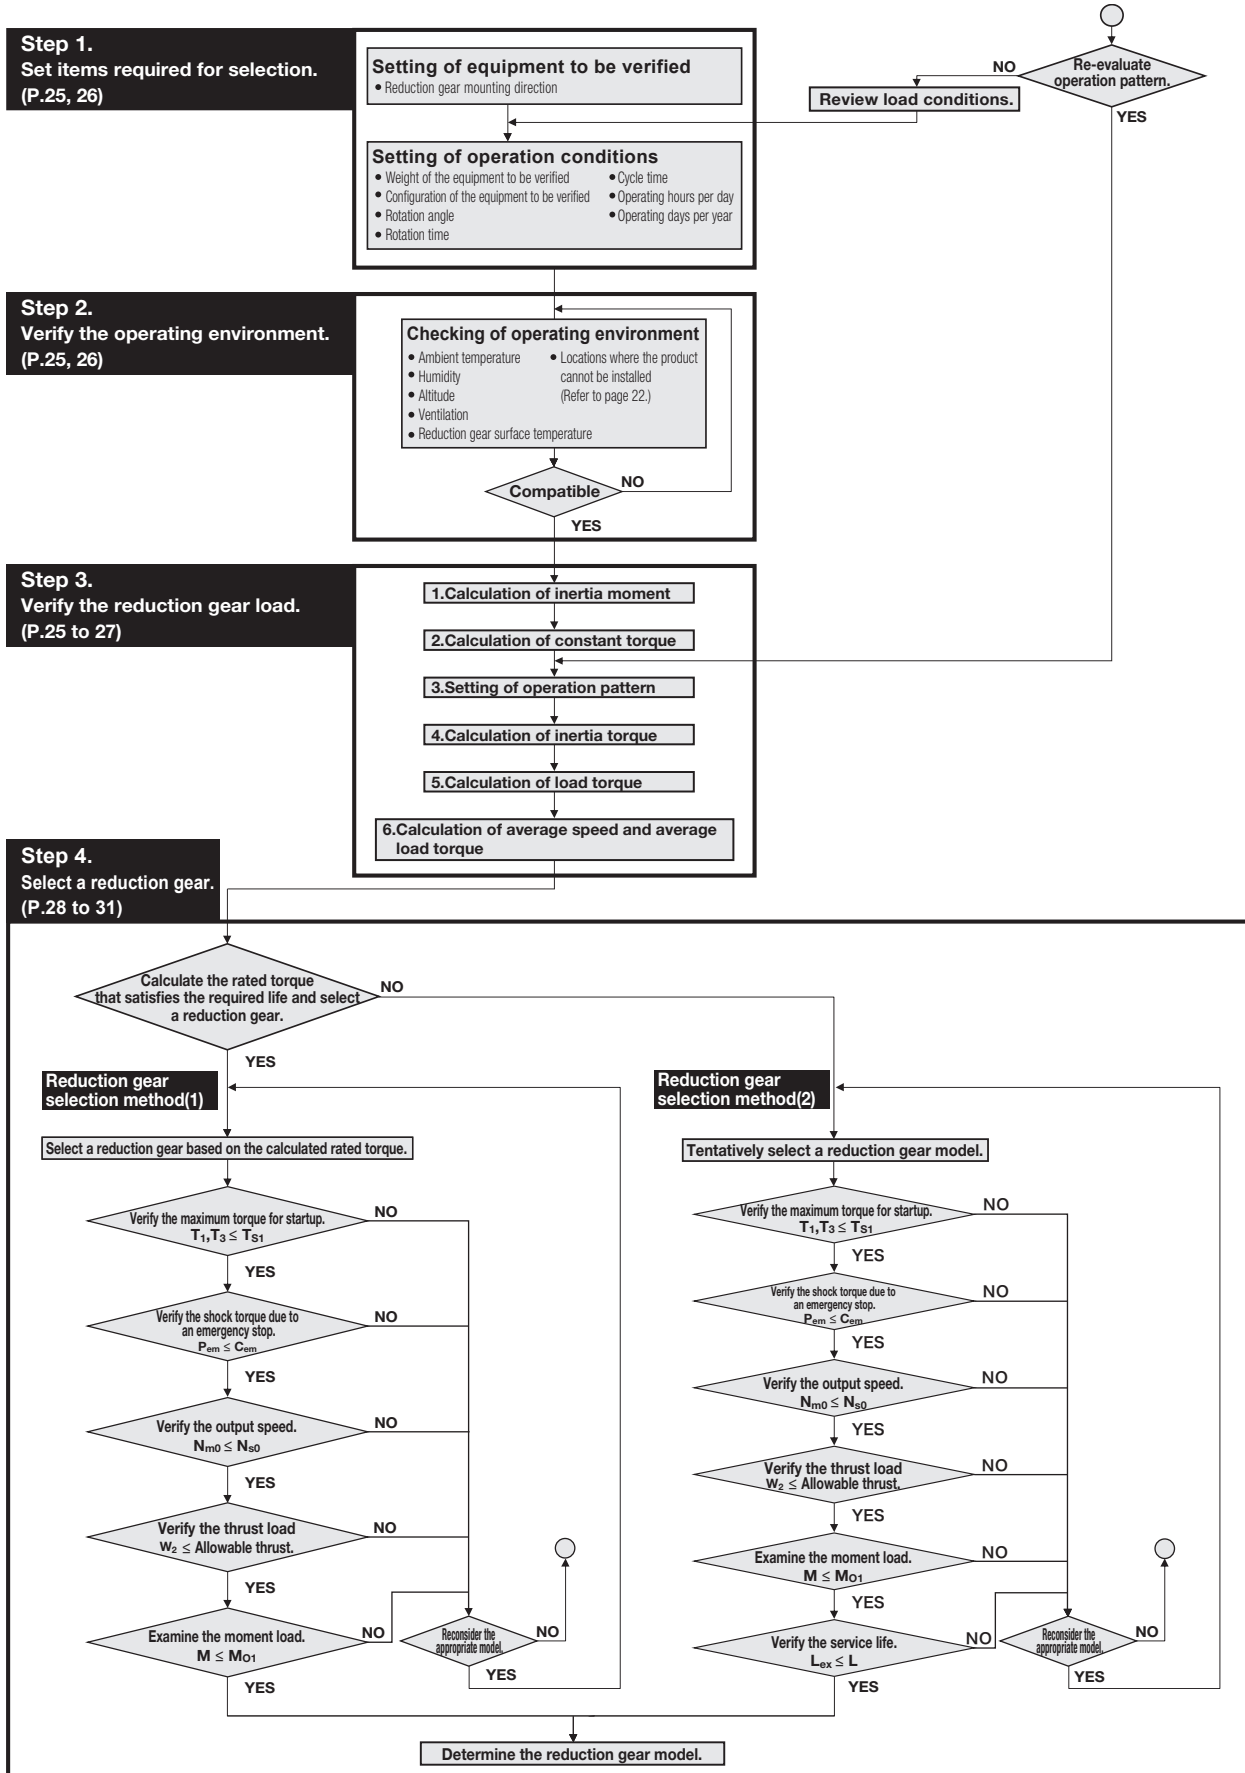 Step 1.
Set items required for selection.
(P.25, 26)
Setting of equipment to be verified
• Reduction gear mounting direction
Re-evaluate
operation pattern.
NO
YES
Review load conditions.
Setting of operation conditions
• Weight of the equipment to be verified
• Configuration of the equipment to be verified
• Rotation angle
• Rotation time
• Cycle time
• Operating hours per day
• Operating days per year
Step 2.
Verify the operating environment.
(P.25, 26)
Checking of operating environment
• Ambient temperature
• Humidity
• Altitude
• Ventilation
• Reduction gear surface temperature
• Locations where the product
cannot be installed
(Refer to page 22.)
Compatible
NO
YES
Step 3.
Verify the reduction gear load.
(P.25 to 27)
1.Calculation of inertia moment
2.Calculation of constant torque
3.Setting of operation pattern
4.Calculation of inertia torque
5.Calculation of load torque
6.Calculation of average speed and average
load torque
Step 4.
Select a reduction gear.
(P.28 to 31)
Calculate the rated torque
that satisfies the required life and select
a reduction gear.
NO
YES
Reduction gear
selection method(1)
Select a reduction gear based on the calculated rated torque.
Verify the maximum torque for startup.
T1,T3 ≤ TS1
NO
YES
Verify the shock torque due to
an emergency stop.
Pem ≤ Cem
NO
YES
Verify the output speed.
Nm0 ≤ Ns0
NO
YES
Verify the thrust load
W2 ≤ Allowable thrust.
NO
YES
Examine the moment load.
M ≤ MO1
NO
YES
Reconsider the
appropriate model.
NO
YES
Reduction gear
selection method(2)
Tentatively select a reduction gear model.
Verify the maximum torque for startup.
T1,T3 ≤ TS1
NO
YES
Verify the shock torque due to
an emergency stop.
Pem ≤ Cem
NO
YES
Verify the output speed.
Nm0 ≤ Ns0
NO
YES
Verify the thrust load
W2 ≤ Allowable thrust.
NO
YES
Examine the moment load.
M ≤ MO1
NO
YES
Verify the service life.
Lex ≤ L
NO
YES
Reconsider the
appropriate model.
NO
YES
Determine the reduction gear model.